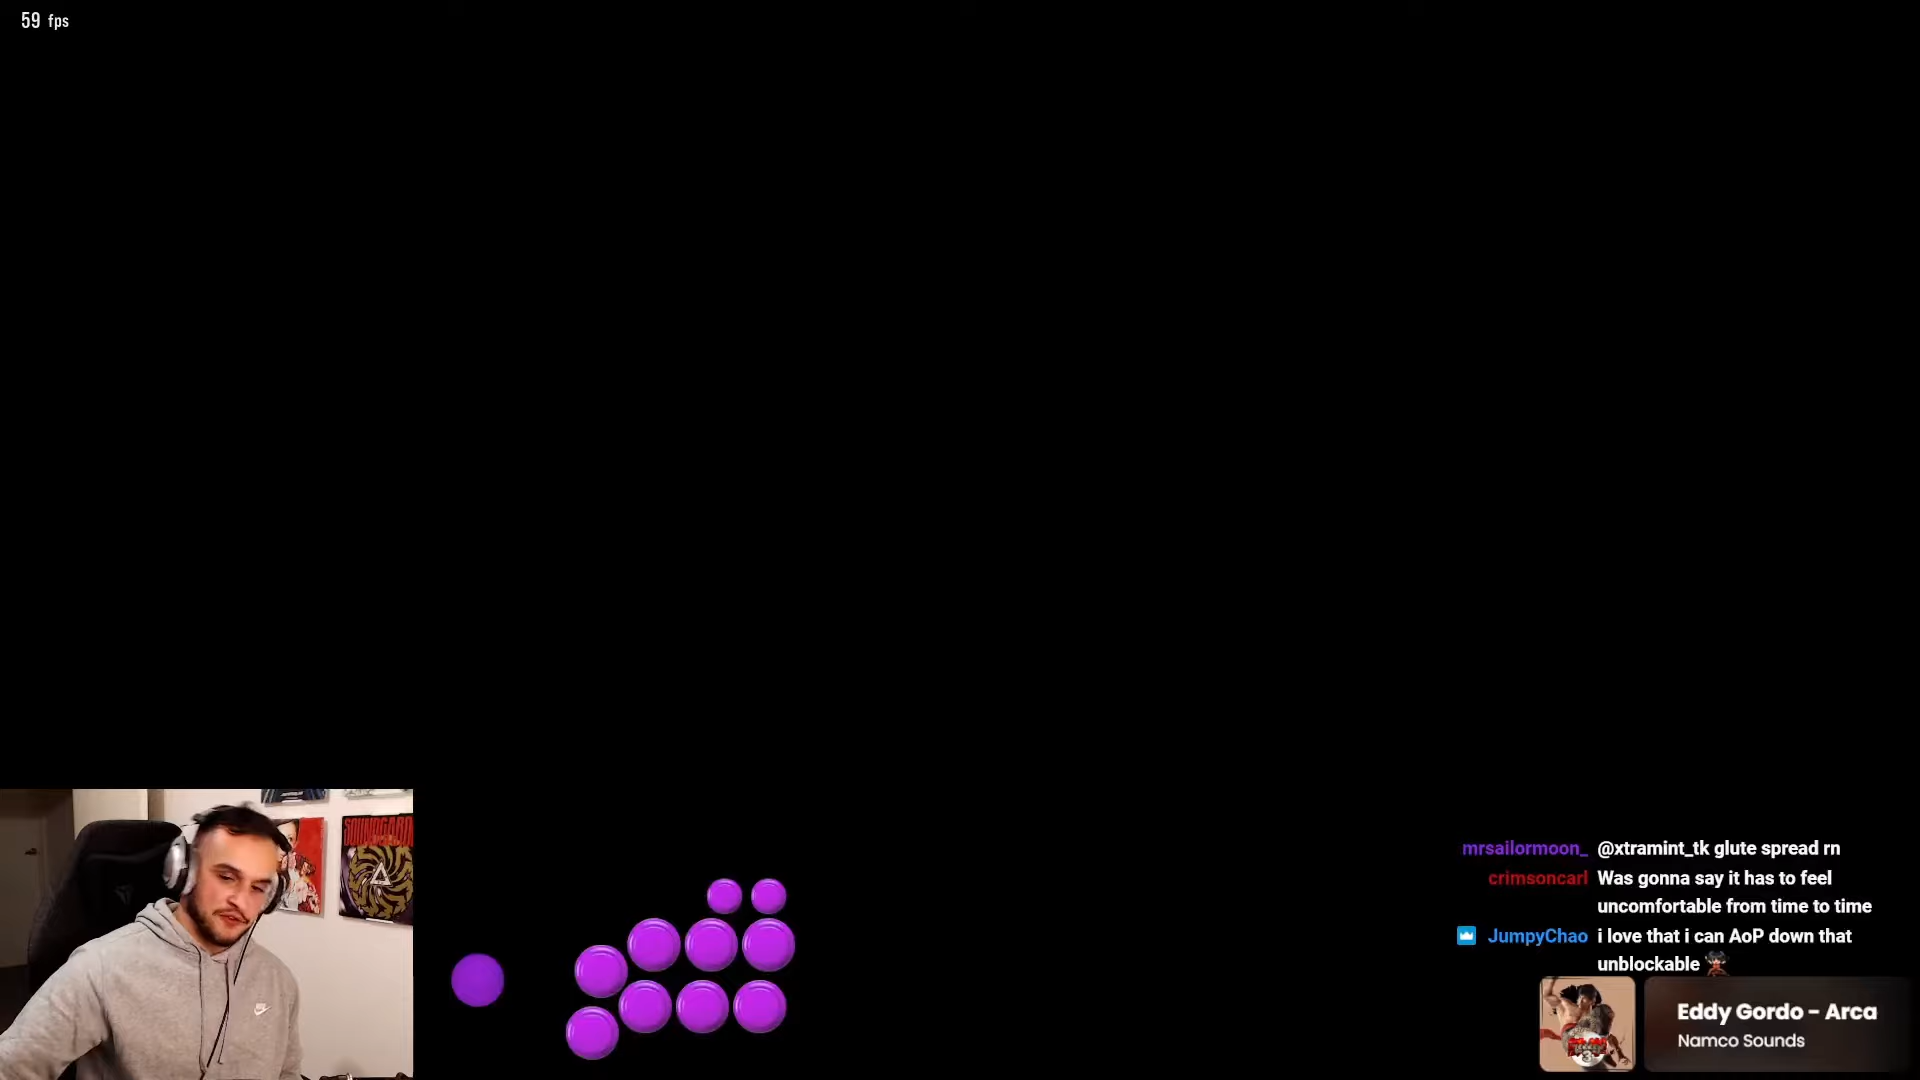 59 fps
SOUNDGARD
mrsailormoon_ @xtramint_tk glute spread rn
crimsoncarl Was gonna say it has to feel
uncomfortable from time to time
JumpyChao i love that i can AoP down that
unblockable
Eddy Gordo - Arca
Namco Sounds